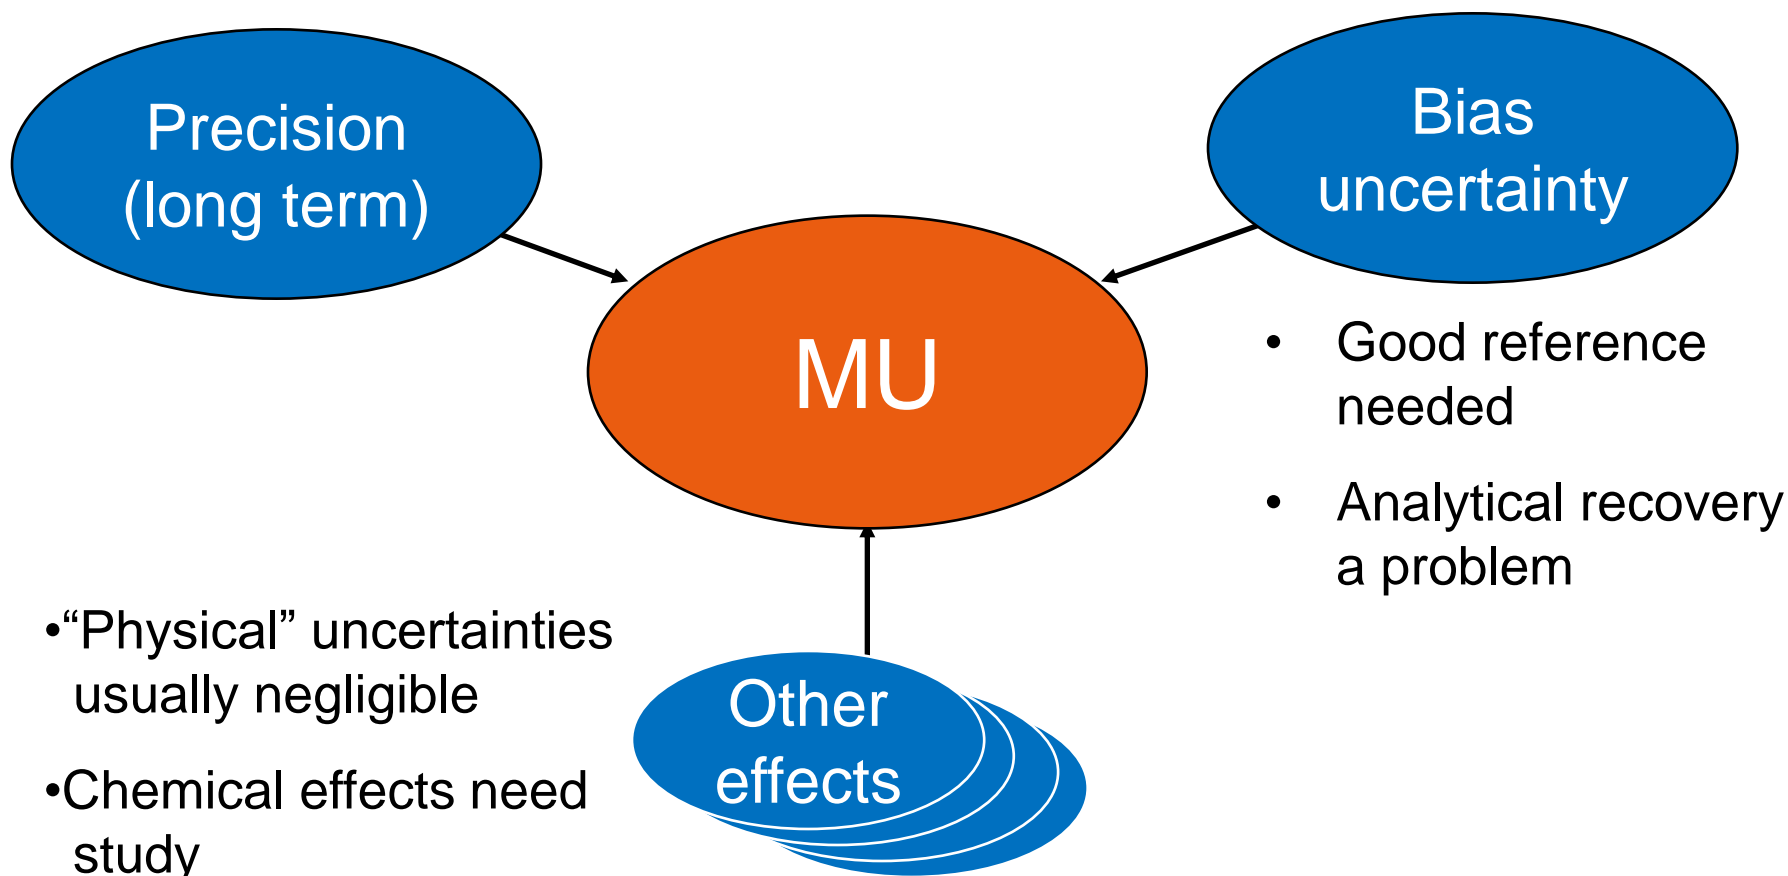 Precision
(long term)
Bias
uncertainty
MU
• Good reference
needed
• Analytical recovery
a problem
•“Physical” uncertainties
usually negligible
•Chemical effects need
study
Other
effects